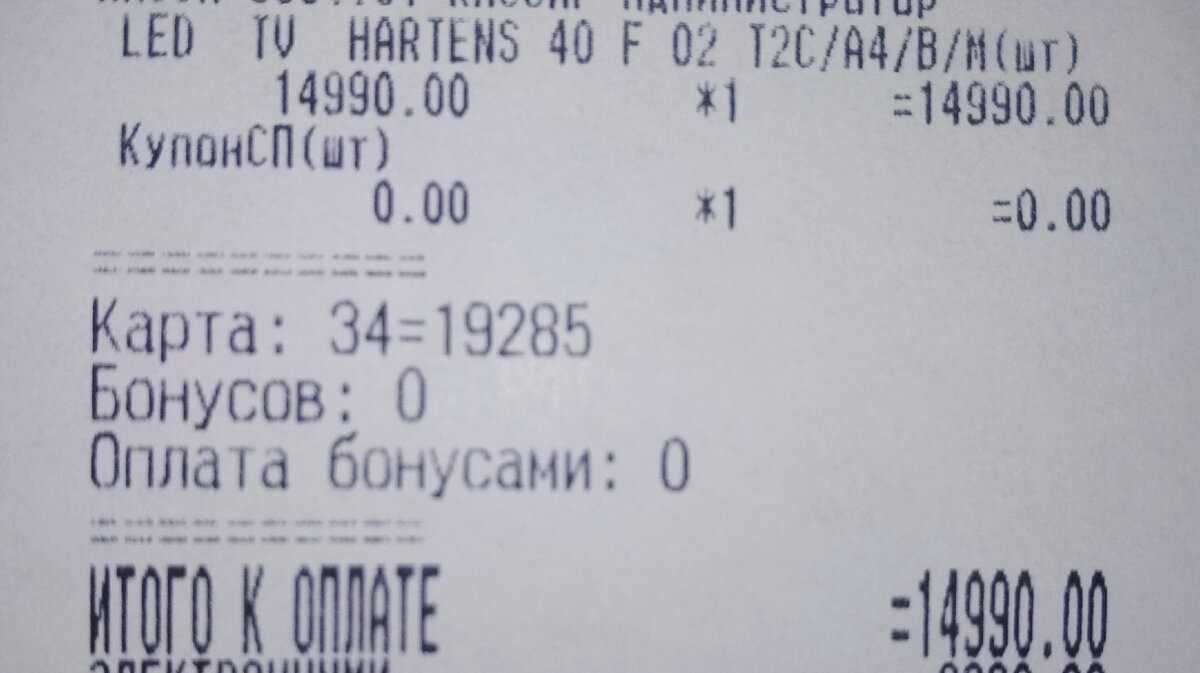 LED TV HARTENS 40 F 02 T2C/A4/B/M(шт)
14990.00 *1 =14990.00
КупонСП(шт)
0.00 *1 =0.00
Карта: 34=19285
Бонусов: 0
Оплата бонусами: 0
ИТОГО К ОПЛАТЕ =14990.00